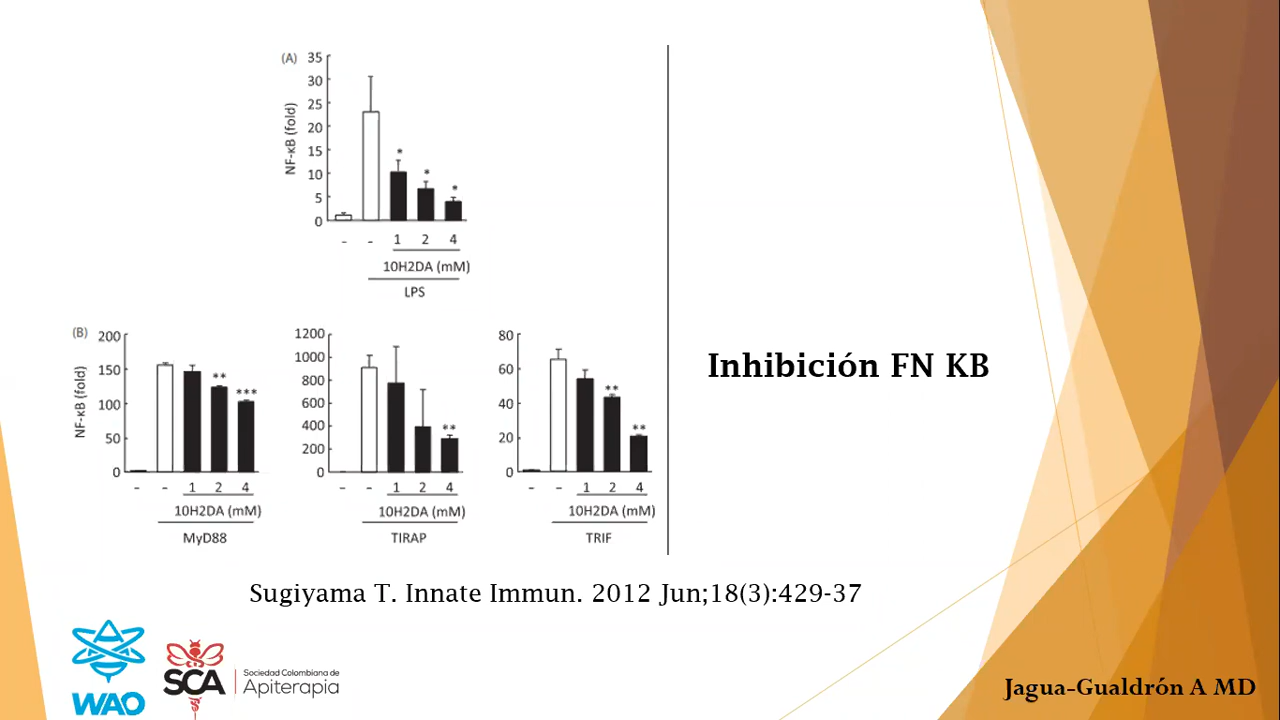 (A)
35
30
25
20
15
10
5
0
NF-κB (fold)
*
*
*
- - 1 2 4
10H2DA (mM)
LPS
(B)
200
150
100
50
0
NF-κB (fold)
**
***
- - 1 2 4
10H2DA (mM)
MyD88
1200
1000
800
600
400
200
0
**
- - 1 2 4
10H2DA (mM)
TIRAP
80
60
40
20
0
**
**
- - 1 2 4
10H2DA (mM)
TRIF
Inhibición FN KB
Sugiyama T. Innate Immun. 2012 Jun;18(3):429-37
WAO
SCA
Sociedad Colombiana de
Apiterapia
Jagua-Gualdrón A MD